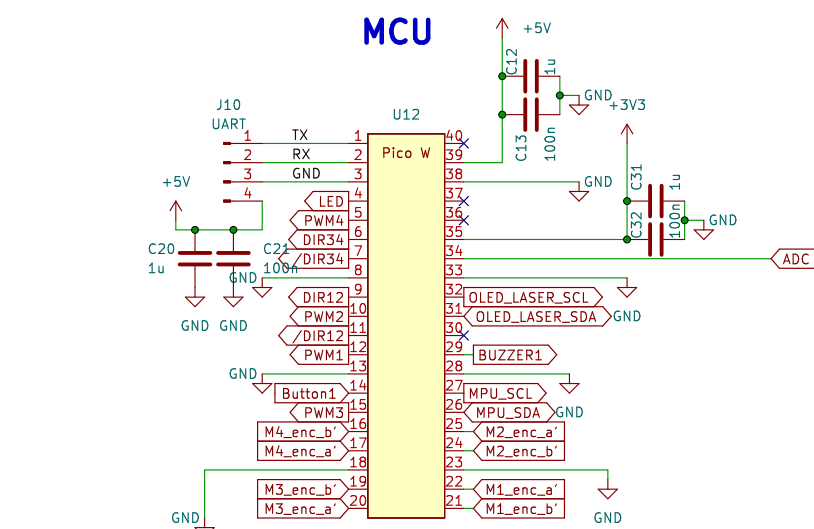 MCU
+5V
C12
1u
GND
C13
100n
+3V3
J10
UART
U12
Pico W
1
2
3
4
TX
RX
GND
+5V
C20
1u
C21
100n
GND
GND
GND
C31
1u
C32
100n
GND
GND
1 40
2 39
3 38
LED 4 37
PWM4 5 36
DIR34 6 35
/DIR34 7 34 ADC
8 33
DIR12 9 32 OLED_LASER_SCL
PWM2 10 31 OLED_LASER_SDA GND
/DIR12 11 30
PWM1 12 29 BUZZER1
GND 13 28
Button1 14 27 MPU_SCL
PWM3 15 26 MPU_SDA GND
M4_enc_b' 16 25 M2_enc_a'
M4_enc_a' 17 24 M2_enc_b'
18 23
M3_enc_b' 19 22 M1_enc_a'
M3_enc_a' 20 21 M1_enc_b'
GND GND